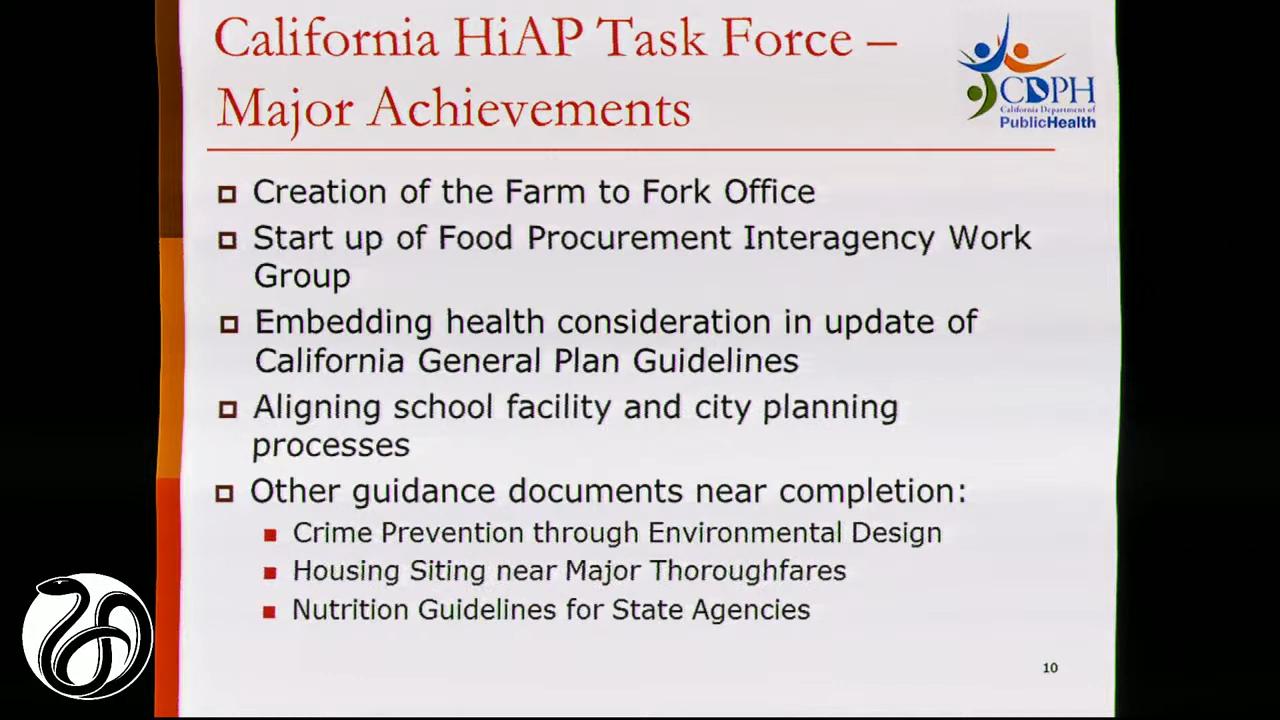 California HiAP Task Force –
Major Achievements
CDPH
California Department of
PublicHealth
Creation of the Farm to Fork Office
Start up of Food Procurement Interagency Work
Group
Embedding health consideration in update of
California General Plan Guidelines
Aligning school facility and city planning
processes
Other guidance documents near completion:
Crime Prevention through Environmental Design
Housing Siting near Major Thoroughfares
Nutrition Guidelines for State Agencies
10